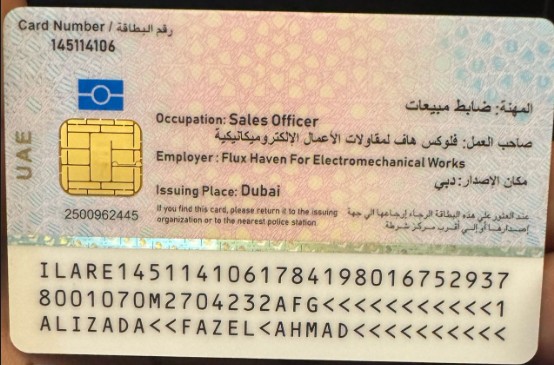 Card Number / رقم البطاقة
145114106
UAE
المهنة: ضابط مبيعات
Occupation: Sales Officer
صاحب العمل: فلوكس هاف لمقاولات الأعمال الالكتروميكانيكية
Employer : Flux Haven For Electromechanical Works
مكان الاصدار: دبي
Issuing Place: Dubai
2500962445
If you find this card, please return it to the issuing
organization or to the nearest police station
عند العثور على هذه البطاقة الرجاء إرجاعها الى جهة
إصدارها أو إلى أقرب مركز شرطة
ILARE1451141061784198016752937
8001070M2704232AFG<<<<<<<<<<<1
ALIZADA<<FAZEL<AHMAD<<<<<<<<<<